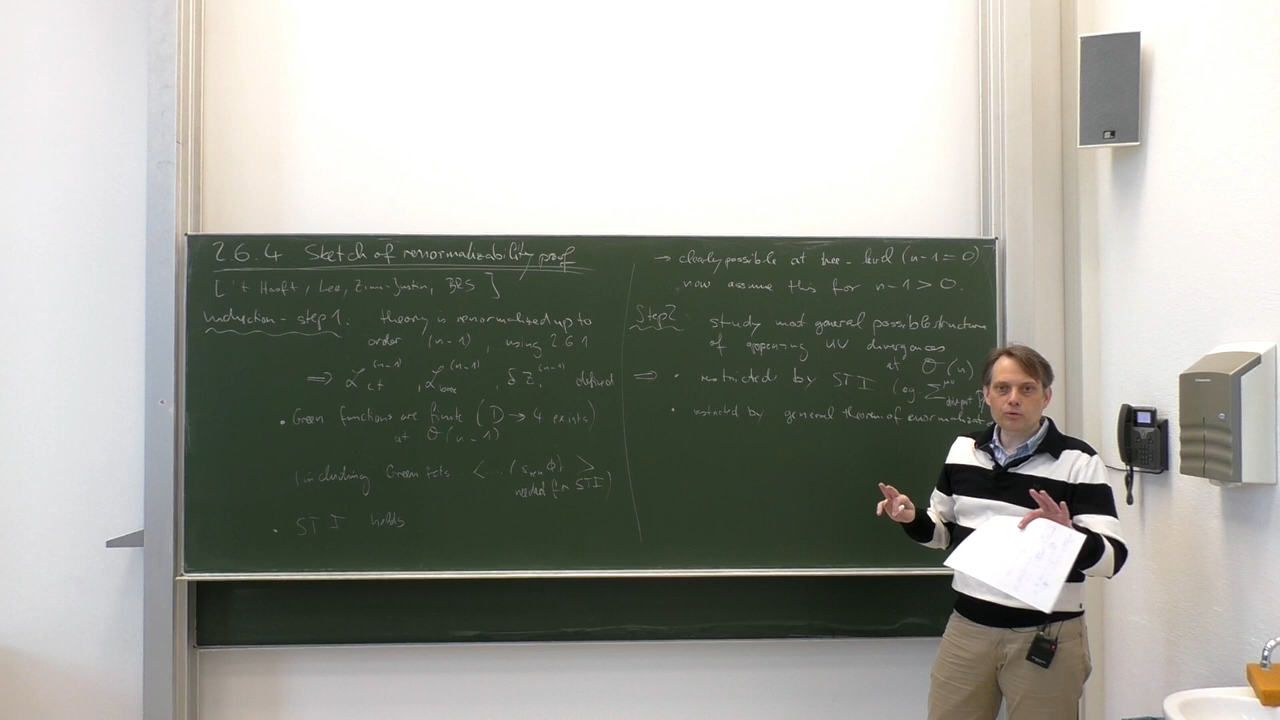 2.6.4 Sketch of renormalizability proof
['t Hooft, Lee, Zinn-Justin, BRS]
induction - step 1: theory is renormalized up to
order (n-1), using 2.6.1
⟹ ℒ_ct^(n-1), ℒ_bare^(n-1), δZ^(n-1) defined
• Green functions are finite (D → 4 exists)
at O(n-1)
(including Green fcts < ... (s φ) >
needed for STI)
• STI holds
→ clearly possible at tree-level (n-1=0)
now assume this for n-1 > 0.
Step 2 study most general possible structure
of appearing UV divergences
at O(n)
⟹ • restricted by STI (eg Σ^μν
• restricted by general theorem of